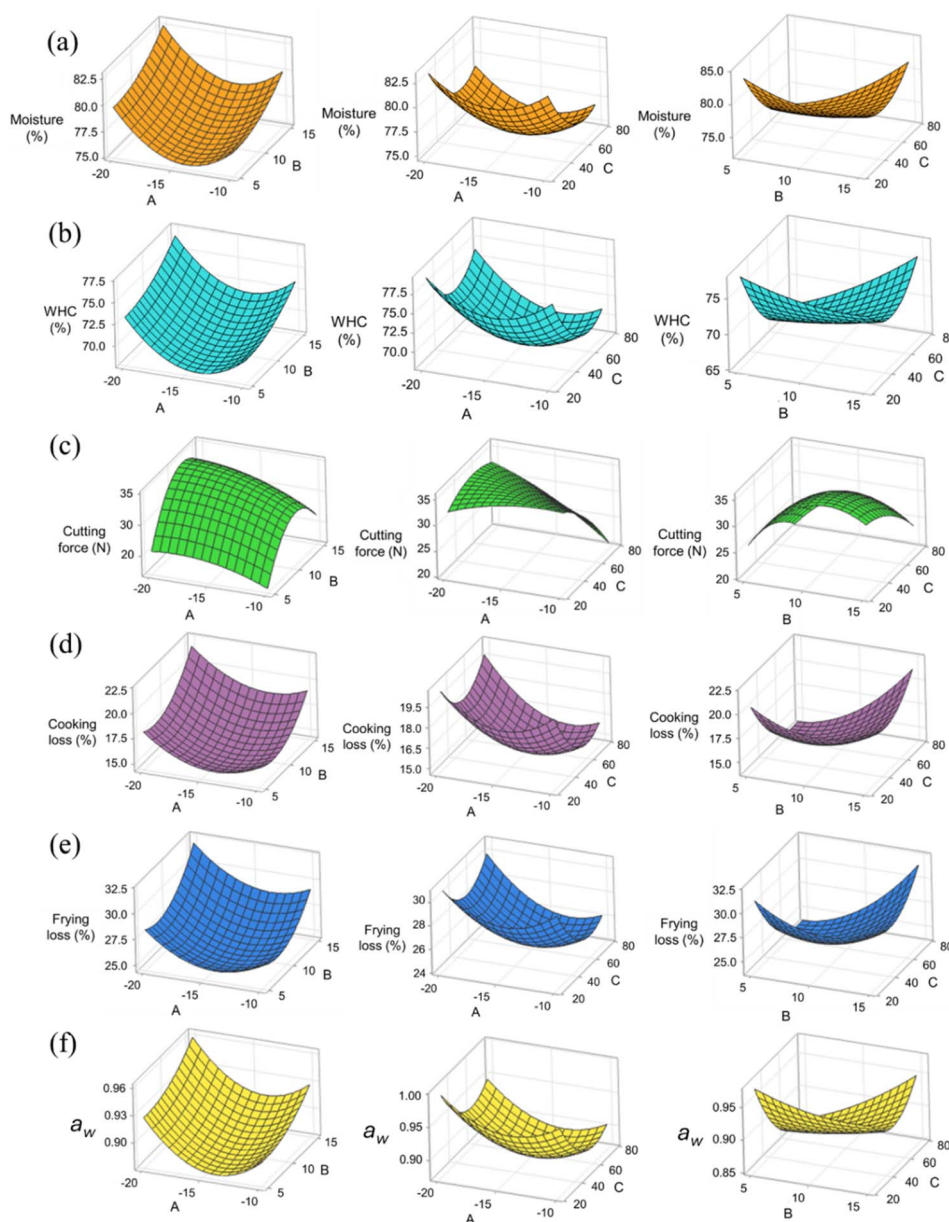 (a)
82.5
80.0
Moisture
(%)
77.5
75.0
-20
-15
A
-10
5
10
B
15
82.5
80.0
Moisture
(%)
77.5
75.0
-20
-15
A
-10
20
40
60
C
80
85.0
80.0
Moisture
(%)
75.0
5
10
B
15
20
40
60
C
80
(b)
77.5
75.0
WHC
(%)
72.5
70.0
-20
-15
A
-10
5
10
B
15
77.5
75.0
WHC
(%)
72.5
70.0
-20
-15
A
-10
20
40
60
C
80
75
WHC
(%)
70
65
5
10
B
15
20
40
60
C
80
(c)
35
30
Cutting
force (N)
20
-20
-15
A
-10
5
10
B
15
35
30
Cutting
force (N)
25
20
-20
-15
A
-10
20
40
60
C
80
35
30
Cutting
force (N)
25
20
5
10
B
15
20
40
60
C
80
(d)
22.5
20.0
Cooking
loss (%)
17.5
15.0
-20
-15
A
-10
5
10
B
15
19.5
18.0
Cooking
loss (%)
16.5
15.0
-20
-15
A
-10
20
40
60
C
80
22.5
20.0
Cooking
loss (%)
17.5
15.0
5
10
B
15
20
40
60
C
80
(e)
32.5
30.0
Frying
loss (%)
27.5
25.0
-20
-15
A
-10
5
10
B
15
30
28
Frying
loss (%)
26
24
-20
-15
A
-10
20
40
60
C
80
32.5
30.0
Frying
loss (%)
27.5
25.0
5
10
B
15
20
40
60
C
80
(f)
0.96
0.93
a_w
0.90
-20
-15
A
-10
5
10
B
15
1.00
0.95
a_w
0.90
-20
-15
A
-10
20
40
60
C
80
0.95
a_w
0.90
0.85
5
10
B
15
20
40
60
C
80